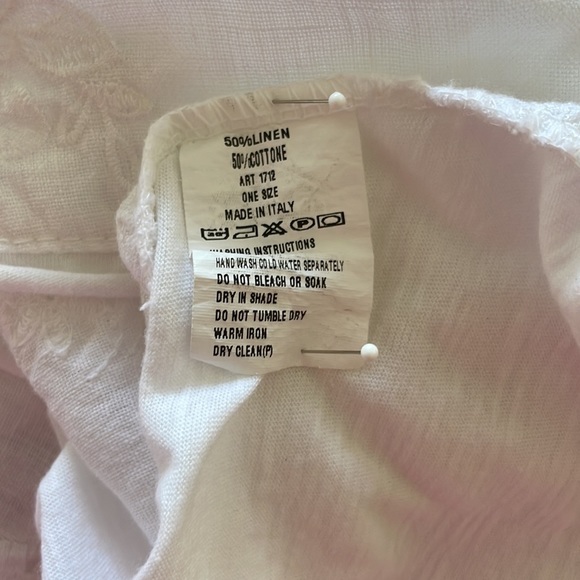 50%LINEN
50%COTTONE
ART 1712
ONE SIZE
MADE IN ITALY
WASHING INSTRUCTIONS
HAND WASH COLD WATER SEPARATELY
DO NOT BLEACH OR SOAK
DRY IN SHADE
DO NOT TUMBLE DRY
WARM IRON
DRY CLEAN(P)